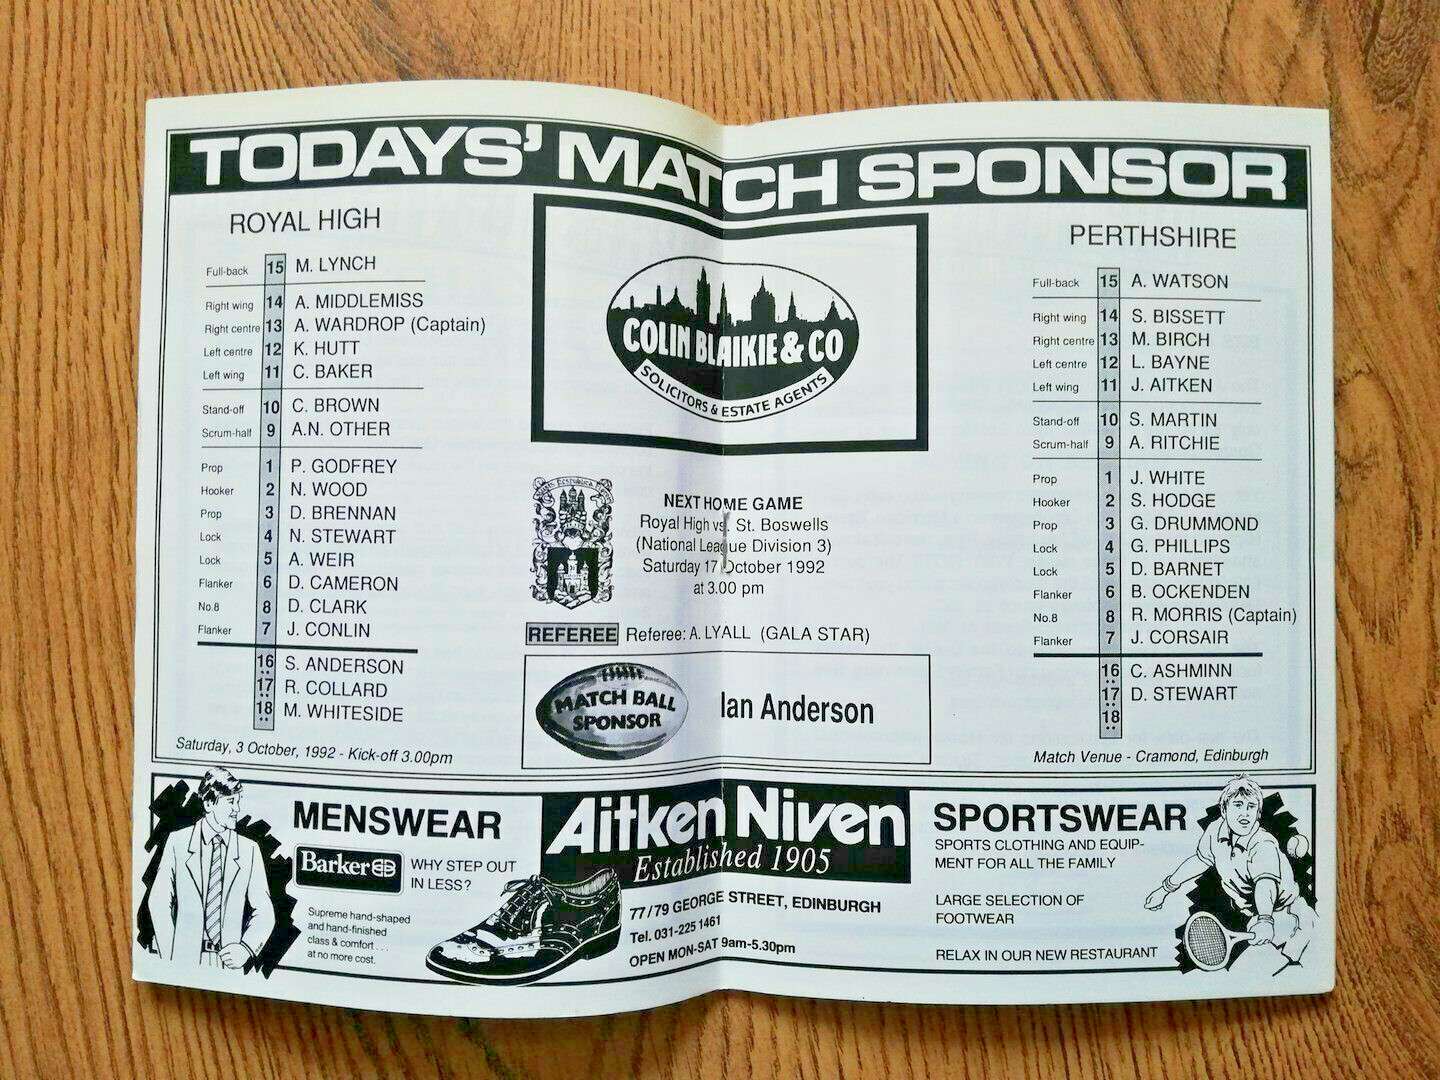 TODAYS' MATCH SPONSOR
ROYAL HIGH
Full-back 15 M. LYNCH
Right wing 14 A. MIDDLEMISS
Right centre 13 A. WARDROP (Captain)
Left centre 12 K. HUTT
Left wing 11 C. BAKER
Stand-off 10 C. BROWN
Scrum-half 9 A.N. OTHER
Prop 1 P. GODFREY
Hooker 2 N. WOOD
Prop 3 D. BRENNAN
Lock 4 N. STEWART
Lock 5 A. WEIR
Flanker 6 D. CAMERON
No.8 8 D. CLARK
Flanker 7 J. CONLIN
16 S. ANDERSON
17 R. COLLARD
18 M. WHITESIDE
Saturday, 3 October, 1992 - Kick-off 3.00pm
COLIN BLAIKIE & CO
SOLICITORS & ESTATE AGENTS
NEXT HOME GAME
Royal High vs. St. Boswells
(National League Division 3)
Saturday 17 October 1992
at 3.00 pm
REFEREE Referee: A. LYALL (GALA STAR)
MATCH BALL
SPONSOR
Ian Anderson
PERTHSHIRE
Full-back 15 A. WATSON
Right wing 14 S. BISSETT
Right centre 13 M. BIRCH
Left centre 12 L. BAYNE
Left wing 11 J. AITKEN
Stand-off 10 S. MARTIN
Scrum-half 9 A. RITCHIE
Prop 1 J. WHITE
Hooker 2 S. HODGE
Prop 3 G. DRUMMOND
Lock 4 G. PHILLIPS
Lock 5 D. BARNET
Flanker 6 B. OCKENDEN
No.8 8 R. MORRIS (Captain)
Flanker 7 J. CORSAIR
16 C. ASHMINN
17 D. STEWART
18
Match Venue - Cramond, Edinburgh
MENSWEAR
Barker
WHY STEP OUT
IN LESS?
Supreme hand-shaped
and hand-finished
class & comfort . . .
at no more cost.
Aitken Niven
Established 1905
77/79 GEORGE STREET, EDINBURGH
Tel. 031-225 1461
OPEN MON-SAT 9am-5.30pm
SPORTSWEAR
SPORTS CLOTHING AND EQUIP-
MENT FOR ALL THE FAMILY
LARGE SELECTION OF
FOOTWEAR
RELAX IN OUR NEW RESTAURANT